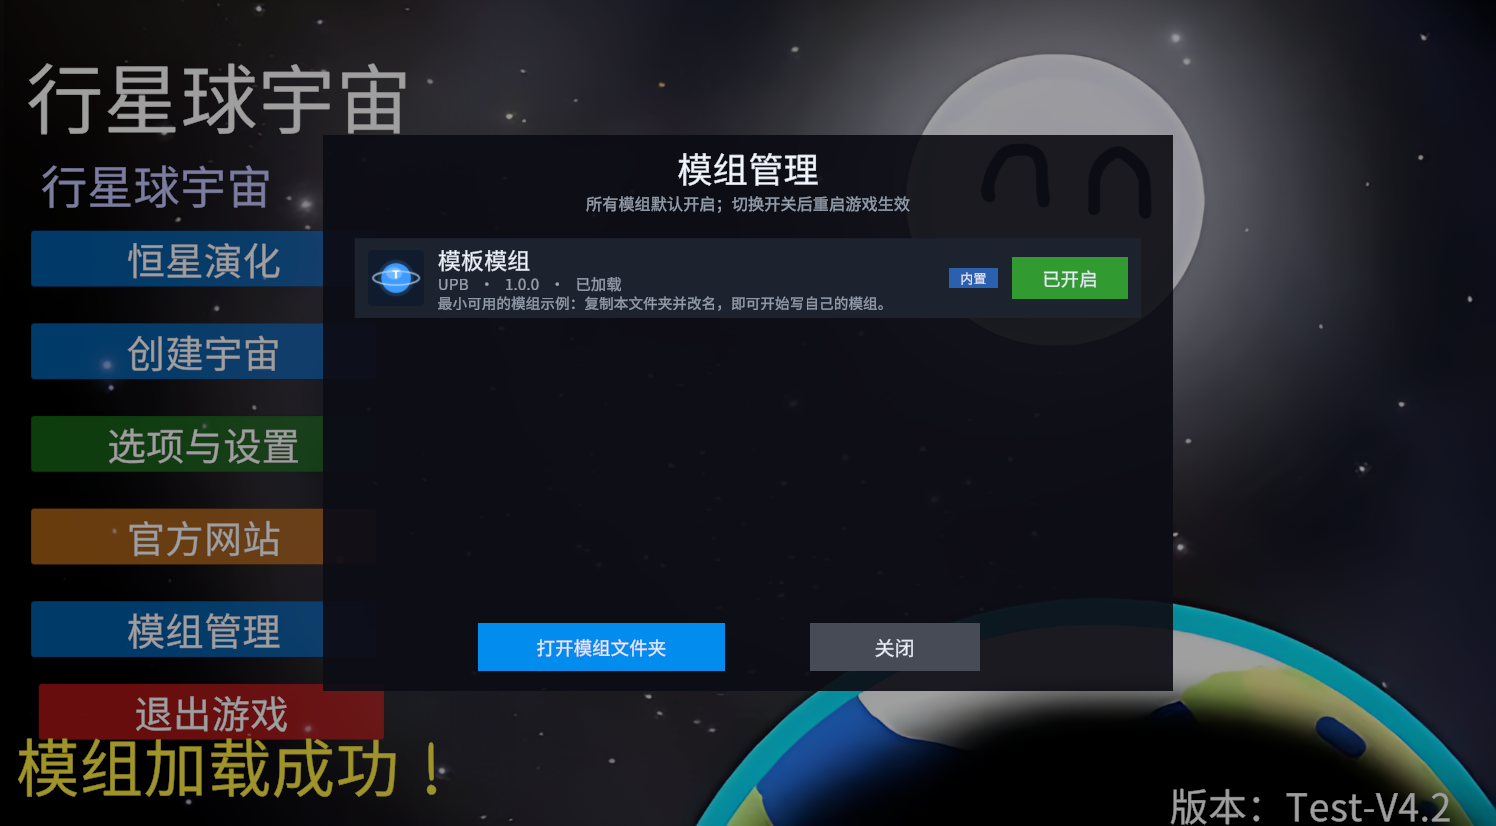 行星球宇宙
行星球宇宙
恒星演化
创建宇宙
选项与设置
官方网站
模组管理
退出游戏
模组加载成功！
模组管理
所有模组默认开启；切换开关后重启游戏生效
T
模板模组
UPB • 1.0.0 • 已加载
最小可用的模组示例：复制本文件夹并改名，即可开始写自己的模组。
内置
已开启
打开模组文件夹
关闭
版本：Test-V4.2